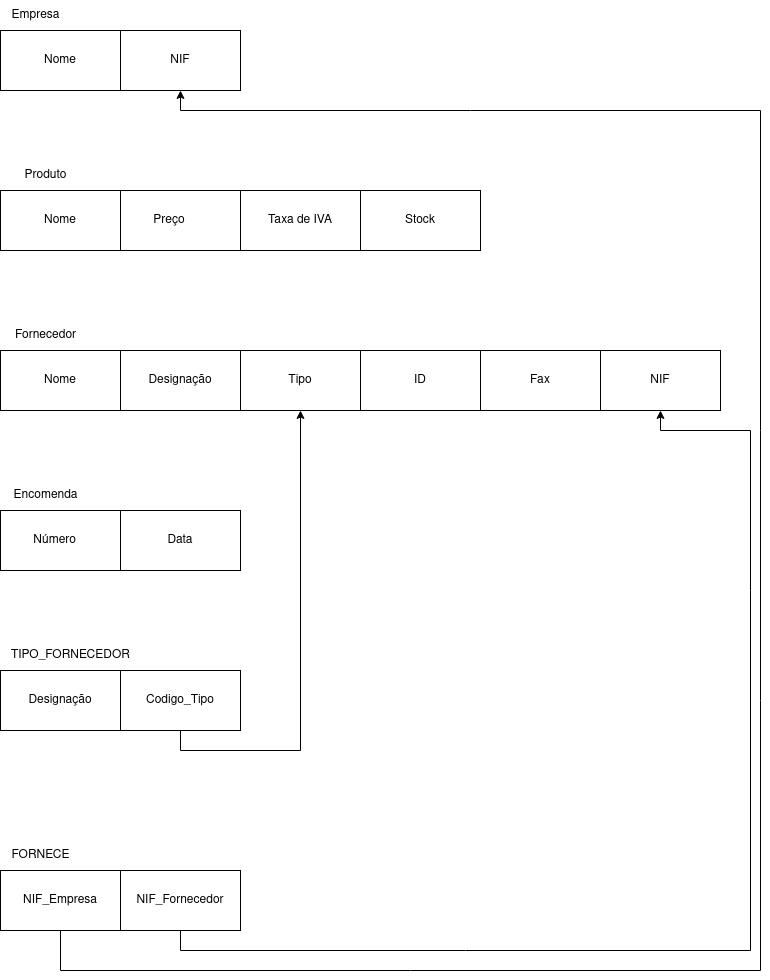 Empresa
Nome NIF
Produto
Nome Preço Taxa de IVA Stock
Fornecedor
Nome Designação Tipo ID Fax NIF
Encomenda
Número Data
TIPO_FORNECEDOR
Designação Codigo_Tipo
FORNECE
NIF_Empresa NIF_Fornecedor